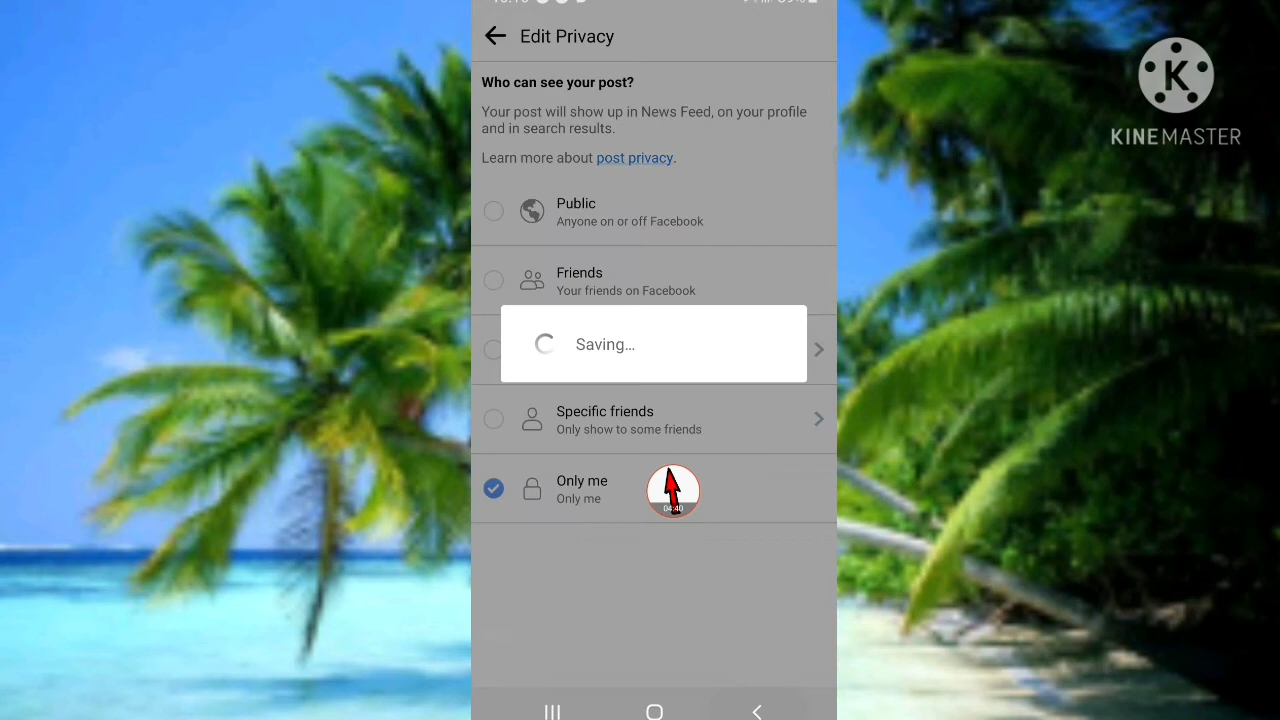 Edit Privacy
Who can see your post?
Your post will show up in News Feed, on your profile
and in search results.
Learn more about post privacy.
Public
Anyone on or off Facebook
Friends
Your friends on Facebook
Saving...
Specific friends
Only show to some friends
Only me
Only me
04:40
KINEMASTER